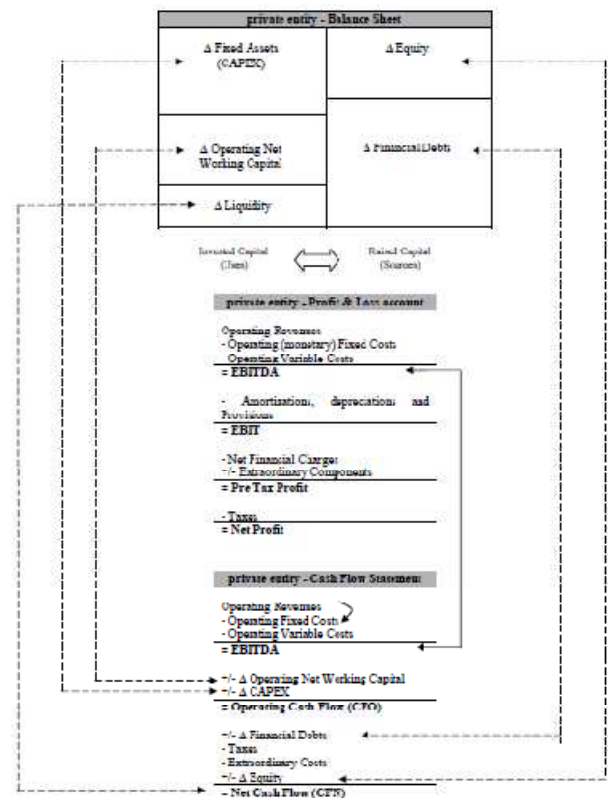 private entity - Balance Sheet
Δ Fixed Assets
(CAPEX)
Δ Equity
Δ Operating Net
Working Capital
Δ Financial Debts
Δ Liquidity
Invested Capital
(Uses)
Raised Capital
(Sources)
private entity - Profit & Loss account
Operating Revenues
- Operating (monetary) Fixed Costs
Operating Variable Costs
= EBITDA
- Amortisations, depreciations and
Provisions
= EBIT
- Net Financial Charges
+/- Extraordinary Components
= Pre Tax Profit
- Taxes
= Net Profit
private entity - Cash Flow Statement
Operating Revenues
- Operating Fixed Costs
- Operating Variable Costs
= EBITDA
+/- Δ Operating Net Working Capital
+/- Δ CAPEX
= Operating Cash Flow (CFO)
+/- Δ Financial Debts
- Taxes
- Extraordinary Costs
+/- Δ Equity
= Net Cash Flow (CFN)